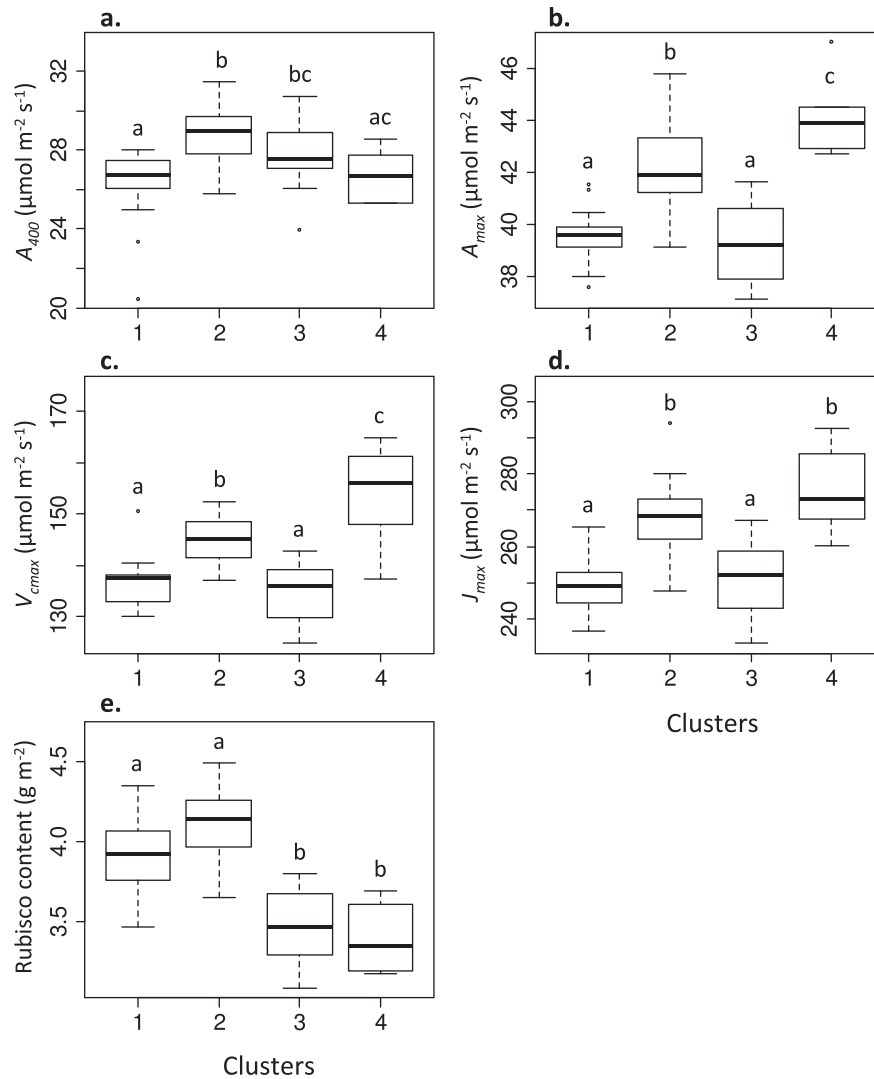 a.
A400 (µmol m-2 s-1)
32
28
24
20
a
b
bc
ac
1 2 3 4
b.
Amax (µmol m-2 s-1)
46
44
42
40
38
a
b
a
c
1 2 3 4
c.
Vcmax (µmol m-2 s-1)
170
150
130
a
b
a
c
1 2 3 4
d.
Jmax (µmol m-2 s-1)
300
280
260
240
a
b
a
b
1 2 3 4
Clusters
e.
Rubisco content (g m-2)
4.5
4.0
3.5
a
a
b
b
1 2 3 4
Clusters